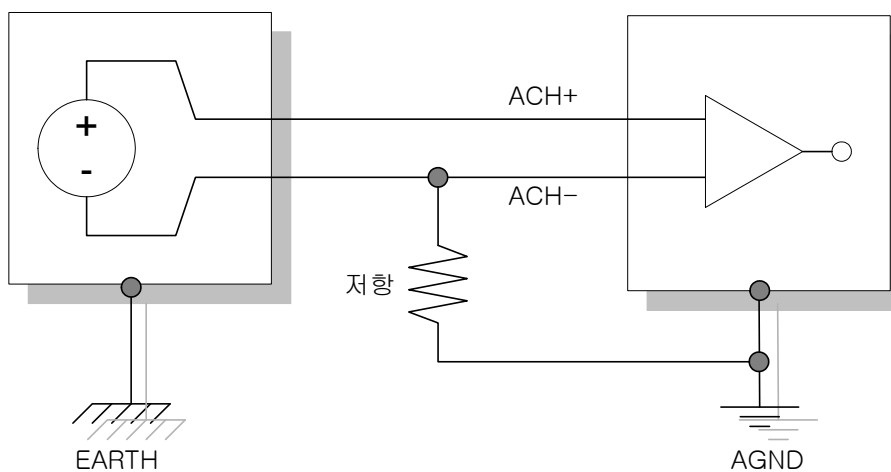 ACH+
+
-
ACH-
저항
EARTH
AGND